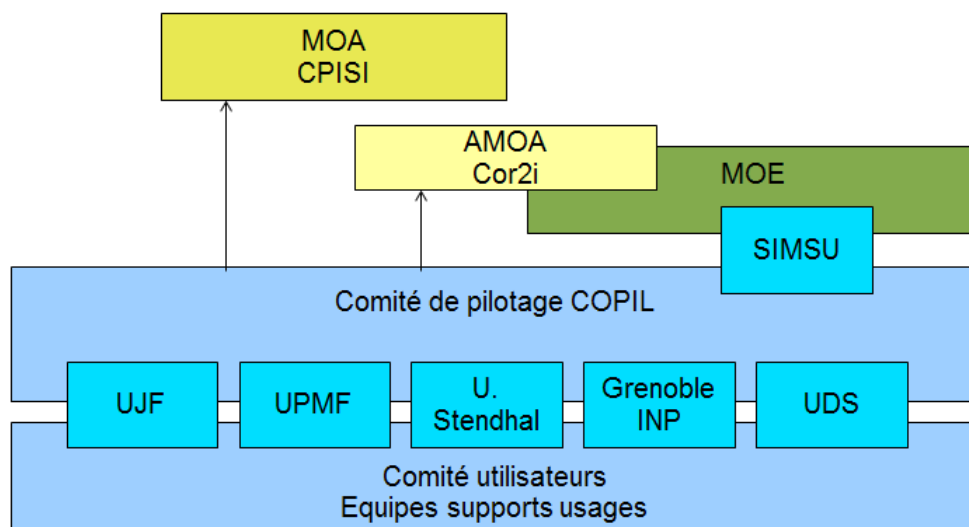 MOA
CPISI
AMOA
Cor2i
MOE
SIMSU
Comité de pilotage COPIL
UJF
UPMF
U.
Stendhal
Grenoble
INP
UDS
Comité utilisateurs
Equipes supports usages